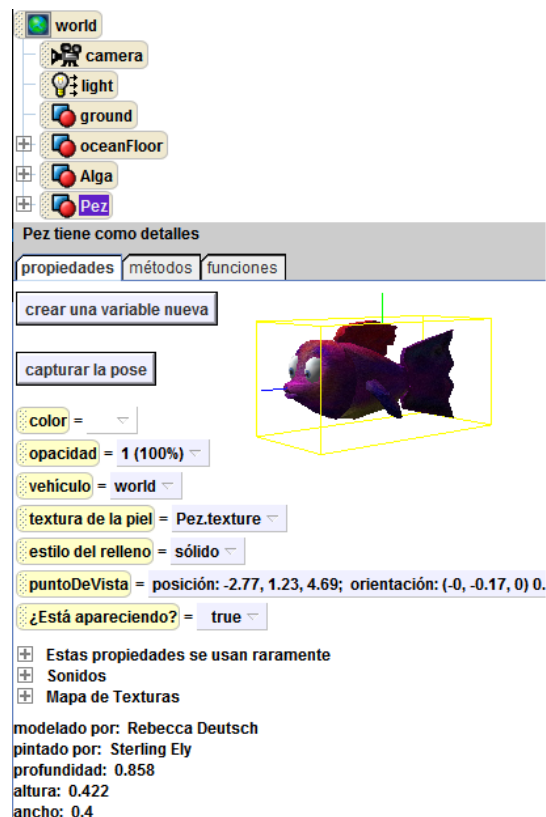 world
camera
light
ground
oceanFloor
Alga
Pez
Pez tiene como detalles
propiedades métodos funciones
crear una variable nueva
capturar la pose
color =
opacidad = 1 (100%)
vehículo = world
textura de la piel = Pez.texture
estilo del relleno = sólido
puntoDeVista = posición: -2.77, 1.23, 4.69; orientación: (-0, -0.17, 0) 0.
¿Está apareciendo? = true
Estas propiedades se usan raramente
Sonidos
Mapa de Texturas
modelado por: Rebecca Deutsch
pintado por: Sterling Ely
profundidad: 0.858
altura: 0.422
ancho: 0.4